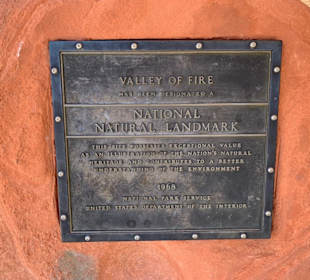 VALLEY OF FIRE
HAS BEEN DESIGNATED A
NATIONAL
NATURAL LANDMARK
THIS SITE POSSESSES EXCEPTIONAL VALUE
AS AN ILLUSTRATION OF THE NATION'S NATURAL
HERITAGE AND CONTRIBUTES TO A BETTER
UNDERSTANDING OF THE ENVIRONMENT
1968
NATIONAL PARK SERVICE
UNITED STATES DEPARTMENT OF THE INTERIOR